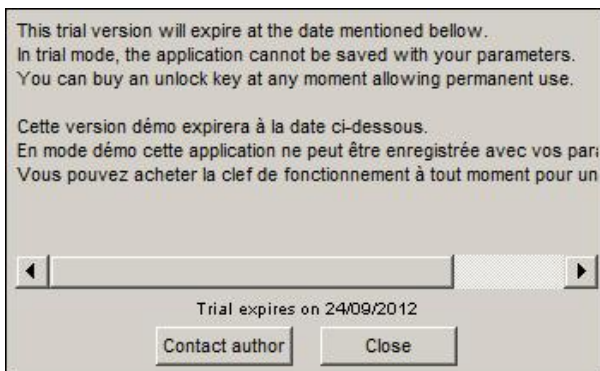 This trial version will expire at the date mentioned bellow.
In trial mode, the application cannot be saved with your parameters.
You can buy an unlock key at any moment allowing permanent use.
Cette version démo expirera à la date ci-dessous.
En mode démo cette application ne peut être enregistrée avec vos
Vous pouvez acheter la clef de fonctionnement à tout moment pour un
Trial expires on 24/09/2012
Contact author
Close